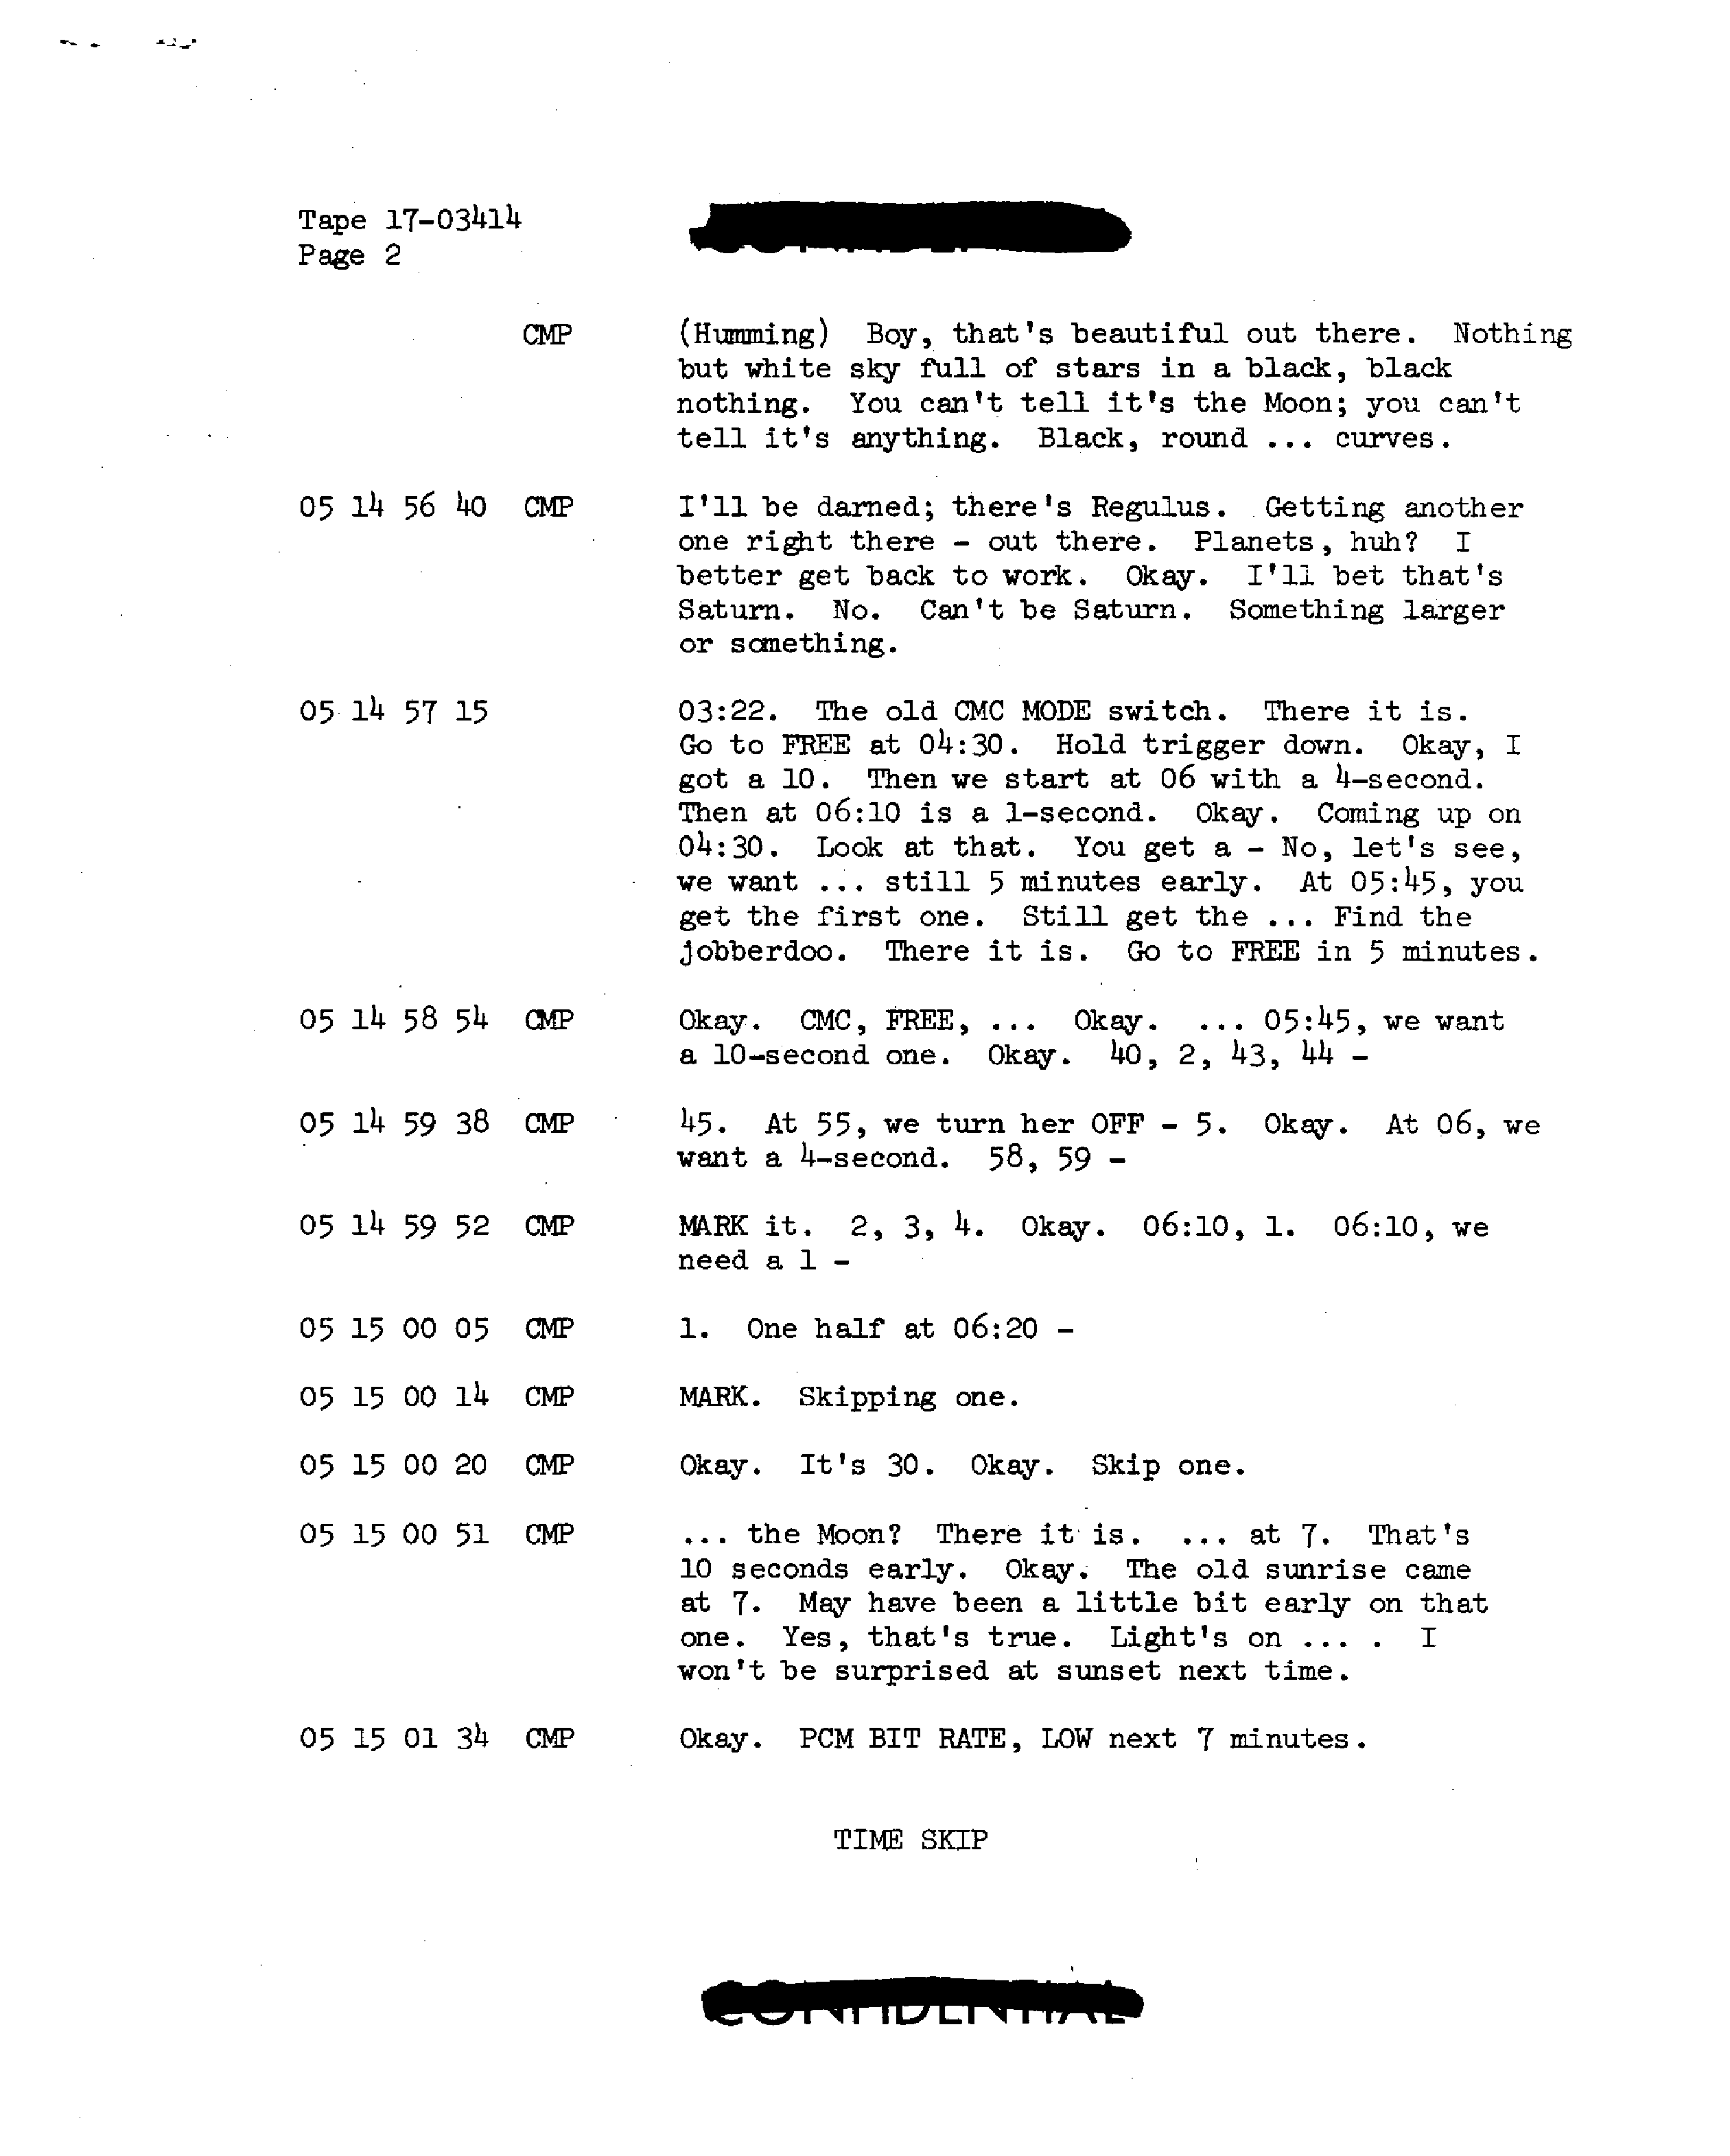 Tape 17-03414
Page 2
CMP (Humming) Boy, that's beautiful out there. Nothing
but white sky full of stars in a black, black
nothing. You can't tell it's the Moon; you can't
tell it's anything. Black, round ... curves.
05 14 56 40 CMP I'll be darned; there's Regulus. Getting another
one right there - out there. Planets, huh? I
better get back to work. Okay. I'll bet that's
Saturn. No. Can't be Saturn. Something larger
or something.
05 14 57 15 03:22. The old CMC MODE switch. There it is.
Go to FREE at 04:30. Hold trigger down. Okay, I
got a 10. Then we start at 06 with a 4-second.
Then at 06:10 is a 1-second. Okay. Coming up on
04:30. Look at that. You get a - No, let's see,
we want ... still 5 minutes early. At 05:45, you
get the first one. Still get the ... Find the
jobberdoo. There it is. Go to FREE in 5 minutes.
05 14 58 54 CMP Okay. CMC, FREE, ... Okay. ... 05:45, we want
a 10-second one. Okay. 40, 2, 43, 44 -
05 14 59 38 CMP 45. At 55, we turn her OFF - 5. Okay. At 06, we
want a 4-second. 58, 59 -
05 14 59 52 CMP MARK it. 2, 3, 4. Okay. 06:10, 1. 06:10, we
need a 1 -
05 15 00 05 CMP 1. One half at 06:20 -
05 15 00 14 CMP MARK. Skipping one.
05 15 00 20 CMP Okay. It's 30. Okay. Skip one.
05 15 00 51 CMP ... the Moon? There it is. ... at 7. That's
10 seconds early. Okay. The old sunrise came
at 7. May have been a little bit early on that
one. Yes, that's true. Light's on ... . I
won't be surprised at sunset next time.
05 15 01 34 CMP Okay. PCM BIT RATE, LOW next 7 minutes.
TIME SKIP
CONFIDENTIAL